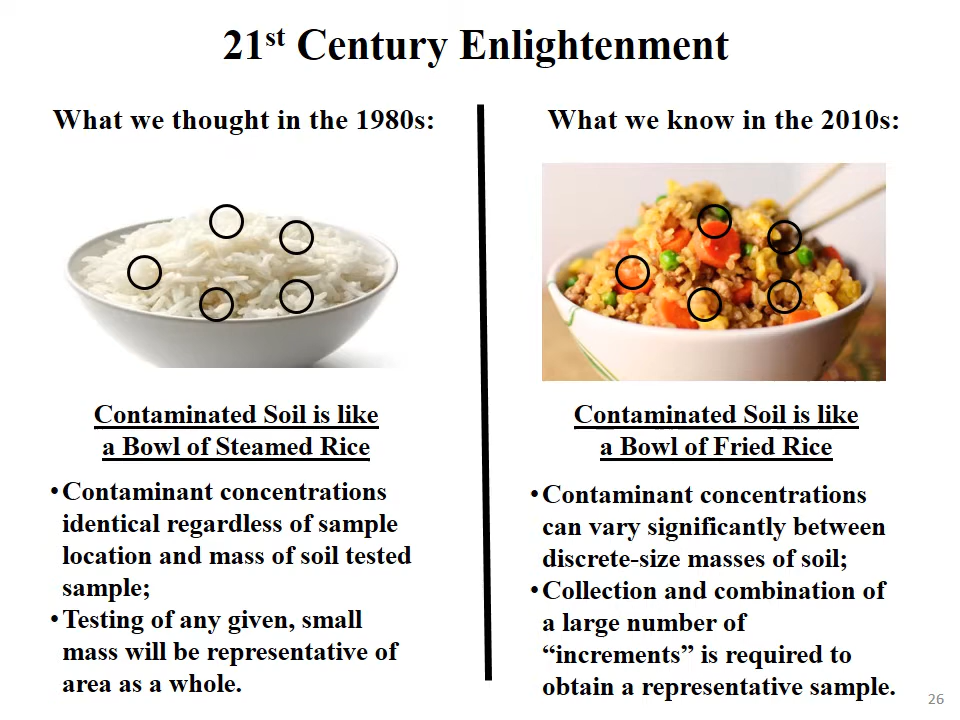 21st Century Enlightenment
What we thought in the 1980s:
Contaminated Soil is like
a Bowl of Steamed Rice
•Contaminant concentrations
identical regardless of sample
location and mass of soil tested
sample;
•Testing of any given, small
mass will be representative of
area as a whole.
What we know in the 2010s:
Contaminated Soil is like
a Bowl of Fried Rice
•Contaminant concentrations
can vary significantly between
discrete-size masses of soil;
•Collection and combination of
a large number of
“increments” is required to
obtain a representative sample.
26